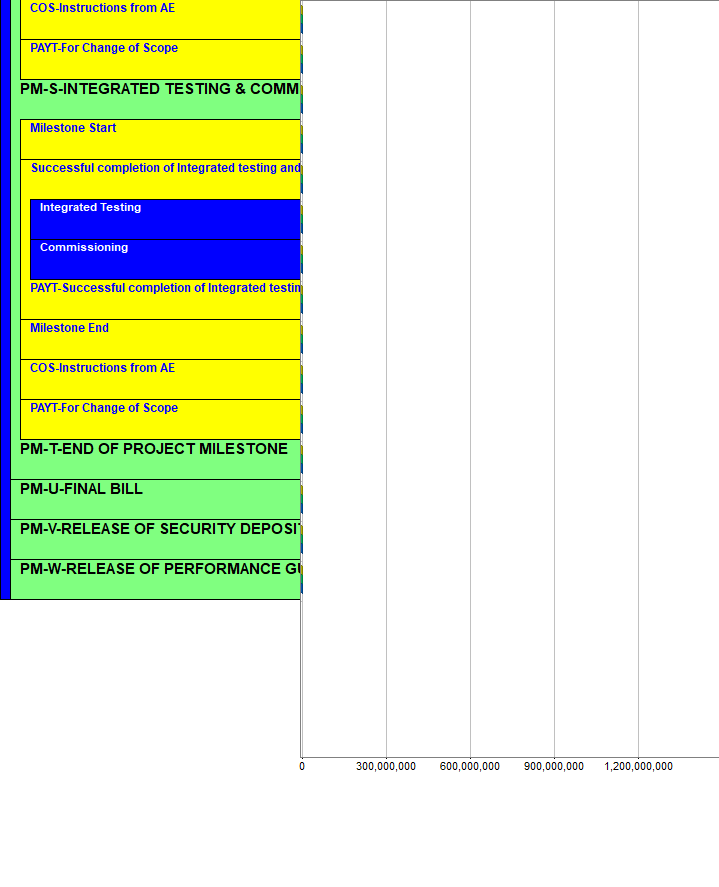 COS-Instructions from AE
PAYT-For Change of Scope
PM-S-INTEGRATED TESTING & COMM
Milestone Start
Successful completion of Integrated testing and
Integrated Testing
Commissioning
PAYT-Successful completion of Integrated testin
Milestone End
COS-Instructions from AE
PAYT-For Change of Scope
PM-T-END OF PROJECT MILESTONE
PM-U-FINAL BILL
PM-V-RELEASE OF SECURITY DEPOSIT
PM-W-RELEASE OF PERFORMANCE GU
0 300,000,000 600,000,000 900,000,000 1,200,000,000